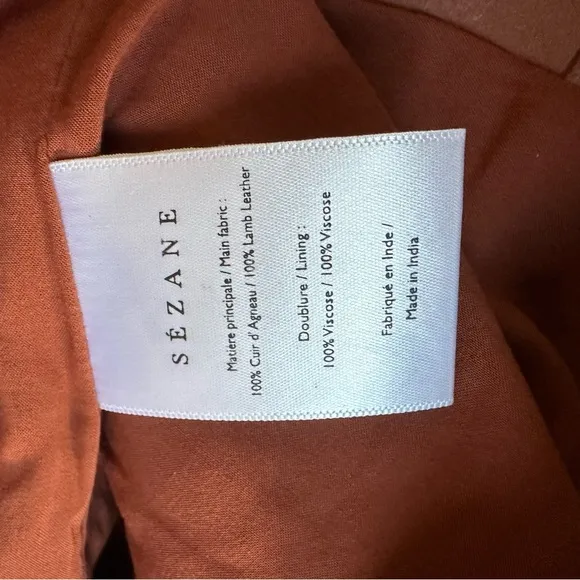 SÉZANE
Matière principale / Main fabric :
100% Cuir d'Agneau / 100% Lamb Leather
Doublure / Lining :
100% Viscose / 100% Viscose
Fabriqué en Inde /
Made in India